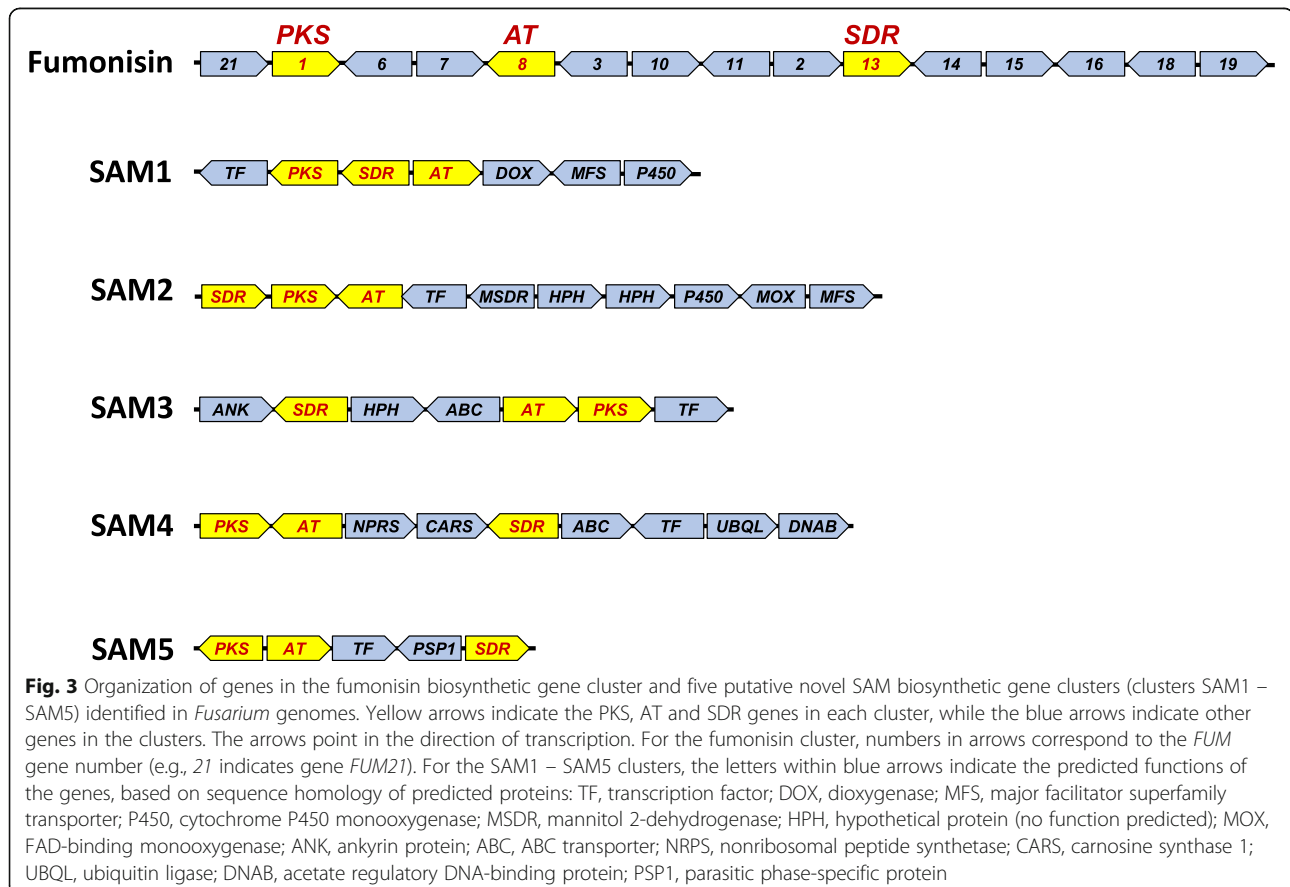 PKS AT SDR
Fumonisin 21 1 6 7 8 3 10 11 2 13 14 15 16 18 19
SAM1 TF PKS SDR AT DOX MFS P450
SAM2 SDR PKS AT TF MSDR HPH HPH P450 MOX MFS
SAM3 ANK SDR HPH ABC AT PKS TF
SAM4 PKS AT NPRS CARS SDR ABC TF UBQL DNAB
SAM5 PKS AT TF PSP1 SDR
Fig. 3 Organization of genes in the fumonisin biosynthetic gene cluster and five putative novel SAM biosynthetic gene clusters (clusters SAM1 –
SAM5) identified in Fusarium genomes. Yellow arrows indicate the PKS, AT and SDR genes in each cluster, while the blue arrows indicate other
genes in the clusters. The arrows point in the direction of transcription. For the fumonisin cluster, numbers in arrows correspond to the FUM
gene number (e.g., 21 indicates gene FUM21). For the SAM1 – SAM5 clusters, the letters within blue arrows indicate the predicted functions of
the genes, based on sequence homology of predicted proteins: TF, transcription factor; DOX, dioxygenase; MFS, major facilitator superfamily
transporter; P450, cytochrome P450 monooxygenase; MSDR, mannitol 2-dehydrogenase; HPH, hypothetical protein (no function predicted); MOX,
FAD-binding monooxygenase; ANK, ankyrin protein; ABC, ABC transporter; NRPS, nonribosomal peptide synthetase; CARS, carnosine synthase 1;
UBQL, ubiquitin ligase; DNAB, acetate regulatory DNA-binding protein; PSP1, parasitic phase-specific protein